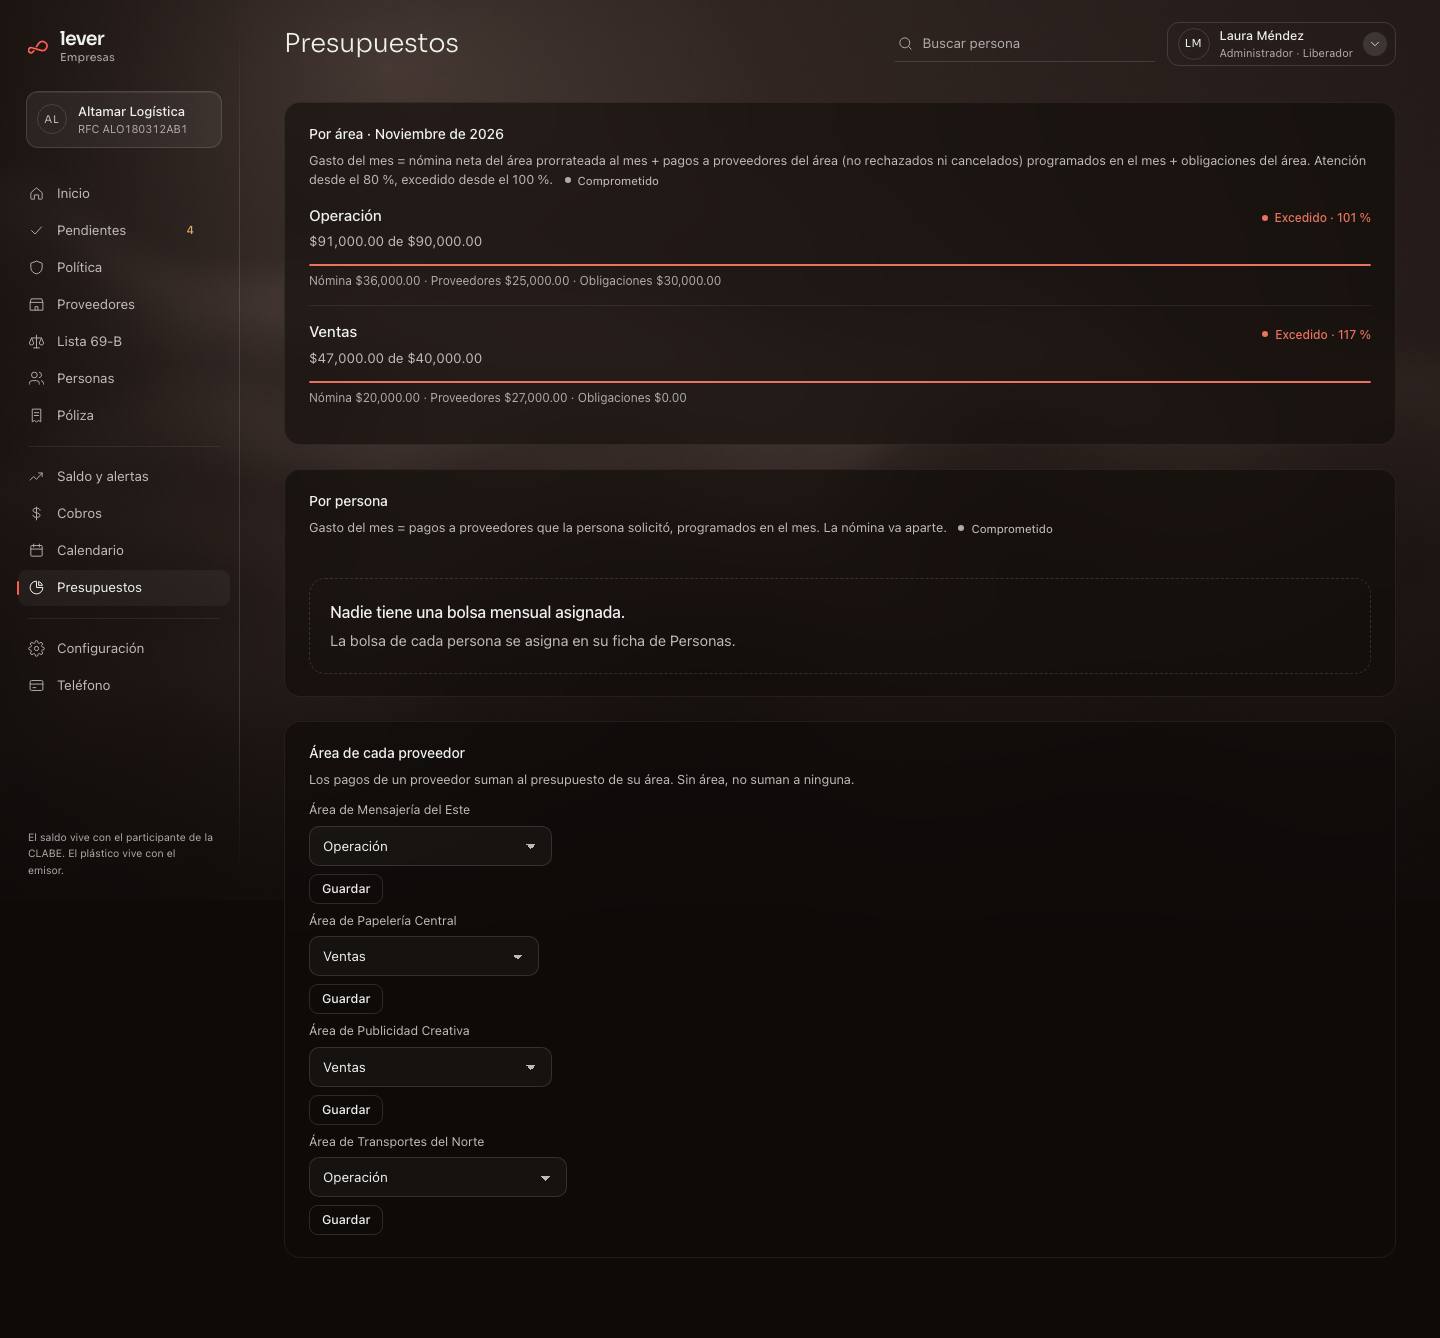 lever
Empresas
Presupuestos
Buscar persona
LM
Laura Méndez
Administrador · Liberador
AL
Altamar Logística
RFC ALO180312AB1
Inicio
Pendientes 4
Política
Proveedores
Lista 69-B
Personas
Póliza
Saldo y alertas
Cobros
Calendario
Presupuestos
Configuración
Teléfono
El saldo vive con el participante de la
CLABE. El plástico vive con el
emisor.
Por área · Noviembre de 2026
Gasto del mes = nómina neta del área prorrateada al mes + pagos a proveedores del área (no rechazados ni cancelados) programados en el mes + obligaciones del área. Atención
desde el 80 %, excedido desde el 100 %. Comprometido
Operación
Excedido · 101 %
$91,000.00 de $90,000.00
Nómina $36,000.00 · Proveedores $25,000.00 · Obligaciones $30,000.00
Ventas
Excedido · 117 %
$47,000.00 de $40,000.00
Nómina $20,000.00 · Proveedores $27,000.00 · Obligaciones $0.00
Por persona
Gasto del mes = pagos a proveedores que la persona solicitó, programados en el mes. La nómina va aparte. Comprometido
Nadie tiene una bolsa mensual asignada.
La bolsa de cada persona se asigna en su ficha de Personas.
Área de cada proveedor
Los pagos de un proveedor suman al presupuesto de su área. Sin área, no suman a ninguna.
Área de Mensajería del Este
Operación
Guardar
Área de Papelería Central
Ventas
Guardar
Área de Publicidad Creativa
Ventas
Guardar
Área de Transportes del Norte
Operación
Guardar